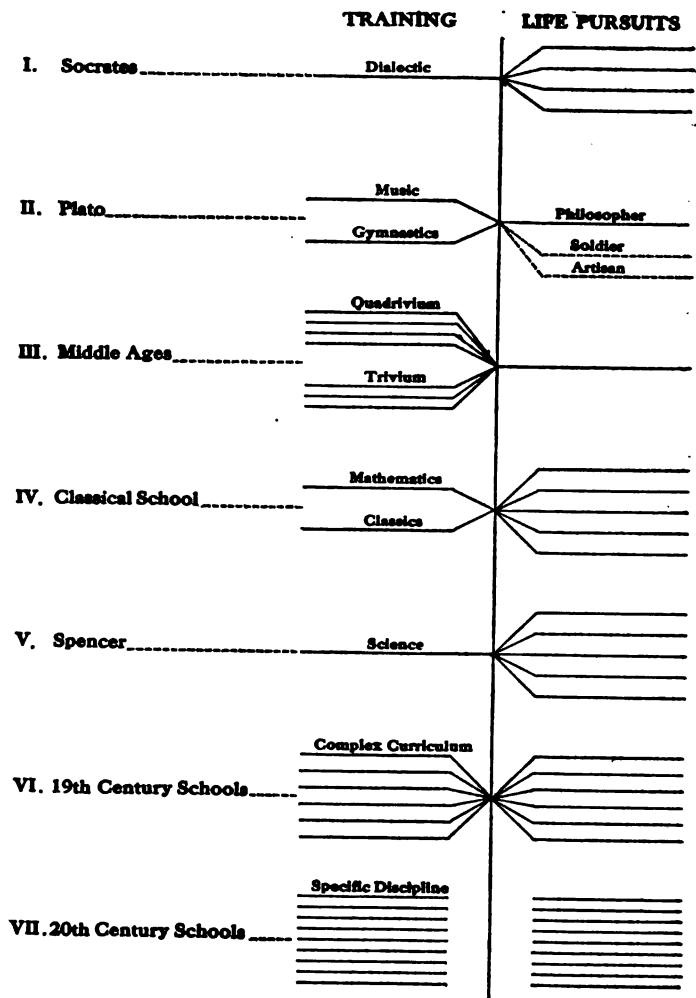 TRAINING LIFE PURSUITS
I. Socrates Dialectic
Music
II. Plato Philosopher
Gymnastics Soldier
Artisan
Quadrivium
III. Middle Ages
Trivium
Mathematics
IV. Classical School
Classics
V. Spencer Science
Complex Curriculum
VI. 19th Century Schools
Specific Discipline
VII. 20th Century Schools